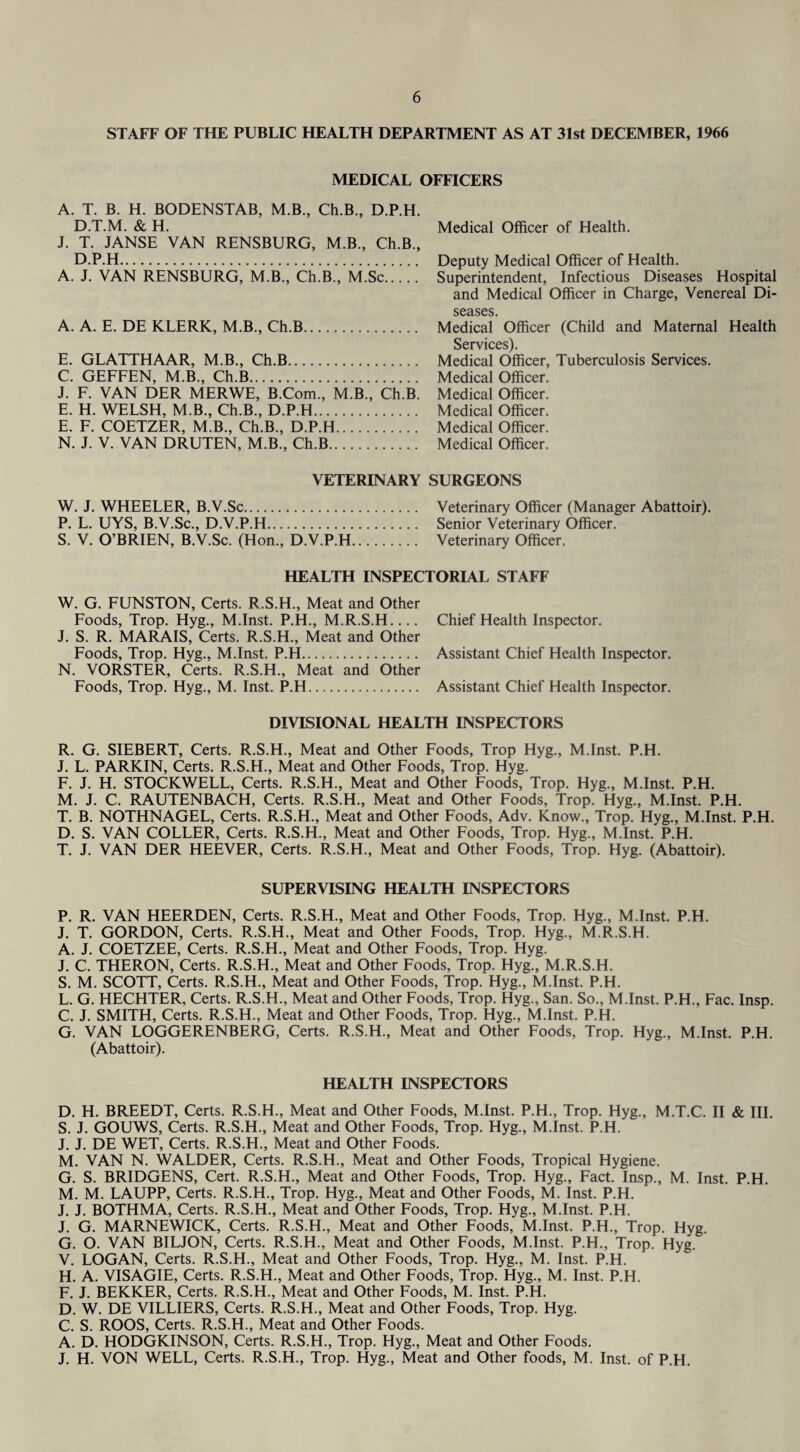 6
STAFF OF THE PUBLIC HEALTH DEPARTMENT AS AT 31st DECEMBER, 1966
MEDICAL OFFICERS
A. T. B. H. BODENSTAB, M.B., Ch.B., D.P.H.
D.T.M. & H. Medical Officer of Health.
J. T. JANSE VAN RENSBURG, M.B., Ch.B.,
D.P.H. Deputy Medical Officer of Health.
A. J. VAN RENSBURG, M.B., Ch.B., M.Sc..... Superintendent, Infectious Diseases Hospital
and Medical Officer in Charge, Venereal Di-
seases.
A. A. E. DE KLERK, M.B., Ch.B................ Medical Officer (Child and Maternal Health
Services).
E. GLATTHAAR, M.B., Ch.B.................. Medical Officer, Tuberculosis Services.
C. GEFFEN, M.B., Ch.B....................... Medical Officer.
J. F. VAN DER MERWE, B.Com., M.B., Ch.B. Medical Officer.
E. H. WELSH, M.B., Ch.B., D.P.H.............. Medical Officer.
E. F. COETZER, M.B., Ch.B., D.P.H........... Medical Officer.
N. J. V. VAN DRUTEN, M.B., Ch.B............ Medical Officer.
VETERINARY SURGEONS
W. J. WHEELER, B.V.Sc....................... Veterinary Officer (Manager Abattoir).
P. L. UYS, B.V.Sc., D.V.P.H.................... Senior Veterinary Officer.
S. V. O'BRIEN, B.V.Sc. (Hon., D.V.P.H......... Veterinary Officer.
HEALTH INSPECTORIAL STAFF
W. G. FUNSTON, Certs. R.S.H., Meat and Other
Foods, Trop. Hyg., M.Inst. P.H., M.R.S.H.... Chief Health Inspector.
J. S. R. MARAIS, Certs. R.S.H., Meat and Other
Foods, Trop. Hyg., M.Inst. P.H................ Assistant Chief Health Inspector.
N. VORSTER, Certs. R.S.H., Meat and Other
Foods, Trop. Hyg., M. Inst. P.H................ Assistant Chief Health Inspector.
DIVISIONAL HEALTH INSPECTORS
R. G. SIEBERT, Certs. R.S.H., Meat and Other Foods, Trop Hyg., M.Inst. P.H.
J. L. PARKIN, Certs. R.S.H., Meat and Other Foods, Trop. Hyg.
F. J. H. STOCKWELL, Certs. R.S.H., Meat and Other Foods, Trop. Hyg., M.Inst. P.H.
M. J. C. RAUTENBACH, Certs. R.S.H., Meat and Other Foods, Trop. Hyg., M.Inst. P.H.
T. B. NOTHNAGEL, Certs. R.S.H., Meat and Other Foods, Adv. Know., Trop. Hyg., M.Inst. P.H.
D. S. VAN COLLER, Certs. R.S.H., Meat and Other Foods, Trop. Hyg., M.Inst. P.H.
T. J. VAN DER HEEVER, Certs. R.S.H., Meat and Other Foods, Trop. Hyg. (Abattoir).
SUPERVISING HEALTH INSPECTORS
P. R. VAN HEERDEN, Certs. R.S.H., Meat and Other Foods, Trop. Hyg., M.Inst. P.H.
J. T. GORDON, Certs. R.S.H., Meat and Other Foods, Trop. Hyg., M.R.S.H.
A. J. COETZEE, Certs. R.S.H., Meat and Other Foods, Trop. Hyg.
J. C. THERON, Certs. R.S.H., Meat and Other Foods, Trop. Hyg., M.R.S.H.
S. M. SCOTT, Certs. R.S.H., Meat and Other Foods, Trop. Hyg., M.Inst. P.H.
L. G. HECHTER, Certs. R.S.H., Meat and Other Foods, Trop. Hyg., San. So., M.Inst. P.H., Fac. Insp.
C. J. SMITH, Certs. R.S.H., Meat and Other Foods, Trop. Hyg., M.Inst. P.H.
G. VAN LOGGERENBERG, Certs. R.S.H., Meat and Other Foods, Trop. Hyg., M.Inst. P.H.
(Abattoir).
HEALTH INSPECTORS
D. H. BREEDT, Certs. R.S.H., Meat and Other Foods, M.Inst. P.H., Trop. Hyg., M.T.C. II & III.
S. J. GOUWS, Certs. R.S.H., Meat and Other Foods, Trop. Hyg., M.Inst. P.H.
J. J. DE WET, Certs. R.S.H., Meat and Other Foods.
M. VAN N. WALDER, Certs. R.S.H., Meat and Other Foods, Tropical Hygiene.
G. S. BRIDGENS, Cert. R.S.H., Meat and Other Foods, Trop. Hyg., Fact. Insp., M. Inst. P.H.
M. M. LAUPP, Certs. R.S.H., Trop. Hyg., Meat and Other Foods, M. Inst. P.H.
J. J. BOTHMA, Certs. R.S.H., Meat and Other Foods, Trop. Hyg., M.Inst. P.H.
J. G. MARNEWICK, Certs. R.S.H., Meat and Other Foods, M.Inst. P.H., Trop. Hyg.
G. O. VAN BILJON, Certs. R.S.H., Meat and Other Foods, M.Inst. P.H., Trop. Hyg.
V. LOGAN, Certs. R.S.H., Meat and Other Foods, Trop. Hyg., M. Inst. P.H.
H. A. VISAGIE, Certs. R.S.H., Meat and Other Foods, Trop. Hyg., M. Inst. P.H.
F. J. BEKKER, Certs. R.S.H., Meat and Other Foods, M. Inst. P.H.
D. W. DE VILLIERS, Certs. R.S.H., Meat and Other Foods, Trop. Hyg.
C. S. ROOS, Certs. R.S.H., Meat and Other Foods.
A. D. HODGKINSON, Certs. R.S.H., Trop. Hyg., Meat and Other Foods.
J. H. VON WELL, Certs. R.S.H., Trop. Hyg., Meat and Other foods, M. Inst. of P.H.